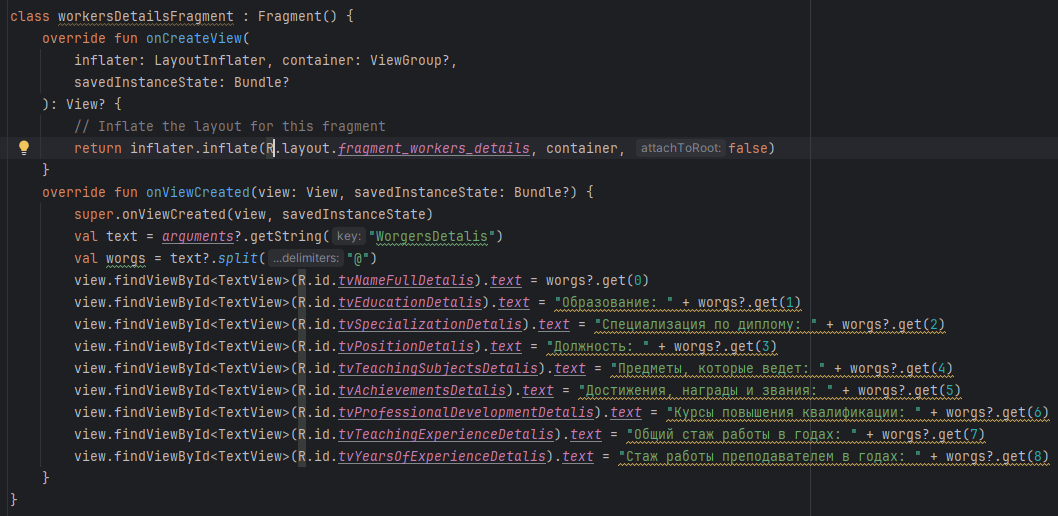 class workersDetailsFragment : Fragment() {
override fun onCreateView(
inflater: LayoutInflater, container: ViewGroup?,
savedInstanceState: Bundle?
): View? {
// Inflate the layout for this fragment
return inflater.inflate(R.layout.fragment_workers_details, container, attachToRoot: false)
}
override fun onViewCreated(view: View, savedInstanceState: Bundle?) {
super.onViewCreated(view, savedInstanceState)
val text = arguments?.getString( key: "WorgersDetalis")
val worgs = text?.split( ...delimiters: "@")
view.findViewById<TextView>(R.id.tvNameFullDetalis).text = worgs?.get(0)
view.findViewById<TextView>(R.id.tvEducationDetalis).text = "Образование: " + worgs?.get(1)
view.findViewById<TextView>(R.id.tvSpecializationDetalis).text = "Специализация по диплому: " + worgs?.get(2)
view.findViewById<TextView>(R.id.tvPositionDetalis).text = "Должность: " + worgs?.get(3)
view.findViewById<TextView>(R.id.tvTeachingSubjectsDetalis).text = "Предметы, которые ведет: " + worgs?.get(4)
view.findViewById<TextView>(R.id.tvAchievementsDetalis).text = "Достижения, награды и звания: " + worgs?.get(5)
view.findViewById<TextView>(R.id.tvProfessionalDevelopmentDetalis).text = "Курсы повышения квалификации: " + worgs?.get(6)
view.findViewById<TextView>(R.id.tvTeachingExperienceDetalis).text = "Общий стаж работы в годах: " + worgs?.get(7)
view.findViewById<TextView>(R.id.tvYearsOfExperienceDetalis).text = "Стаж работы преподавателем в годах: " + worgs?.get(8)
}
}